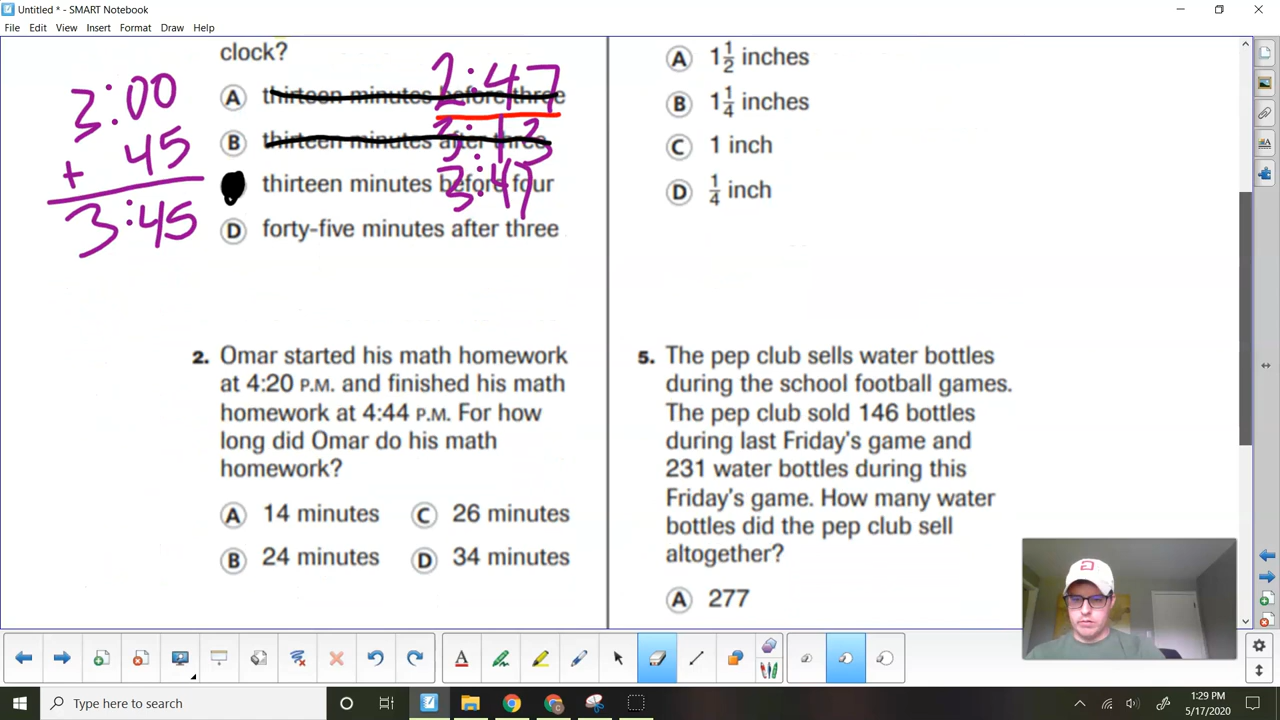 Untitled * - SMART Notebook
File Edit View Insert Format Draw Help
clock?
A thirteen minutes before three
B thirteen minutes after three
thirteen minutes before four
D forty-five minutes after three
3:00
+ 45
3:45
2:47
3:13
3:47
2. Omar started his math homework
at 4:20 P.M. and finished his math
homework at 4:44 P.M. For how
long did Omar do his math
homework?
A 14 minutes C 26 minutes
B 24 minutes D 34 minutes
A 1 1/2 inches
B 1 1/4 inches
C 1 inch
D 1/4 inch
5. The pep club sells water bottles
during the school football games.
The pep club sold 146 bottles
during last Friday's game and
231 water bottles during this
Friday's game. How many water
bottles did the pep club sell
altogether?
A 277
Type here to search
1:29 PM
5/17/2020